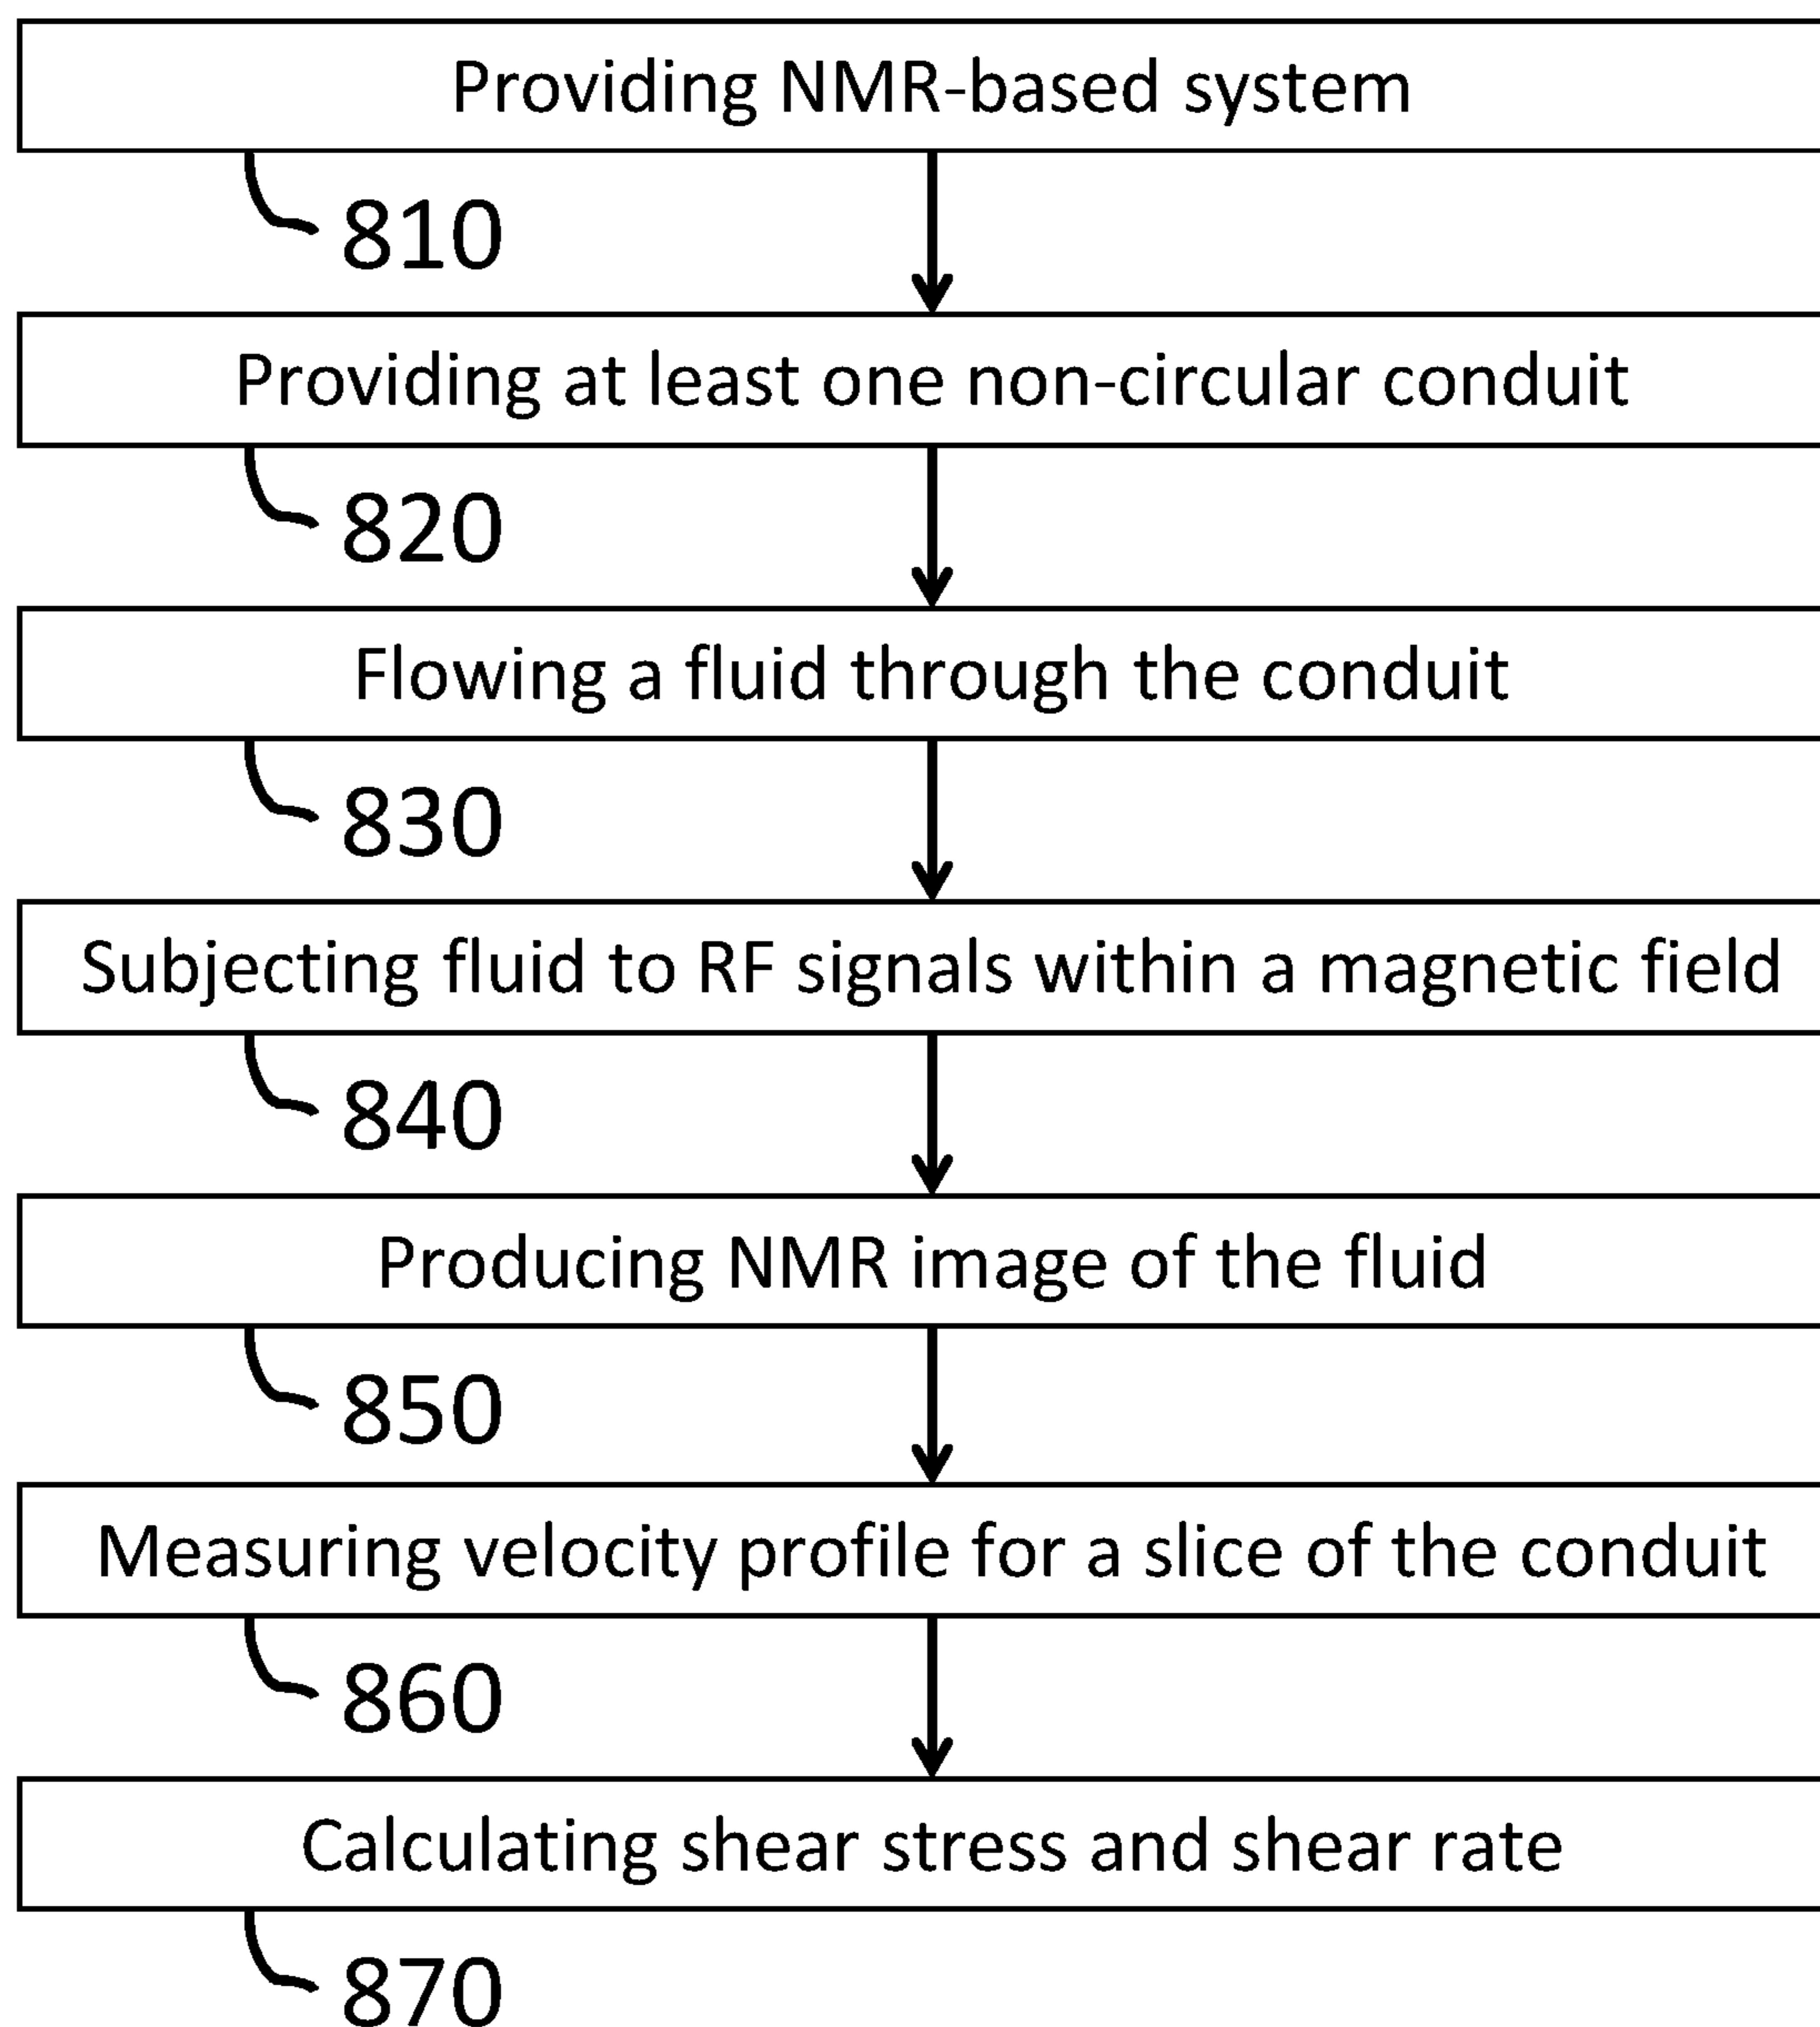 Providing NMR-based system
810
Providing at least one non-circular conduit
820
Flowing a fluid through the conduit
830
Subjecting fluid to RF signals within a magnetic field
840
Producing NMR image of the fluid
850
Measuring velocity profile for a slice of the conduit
860
Calculating shear stress and shear rate
870